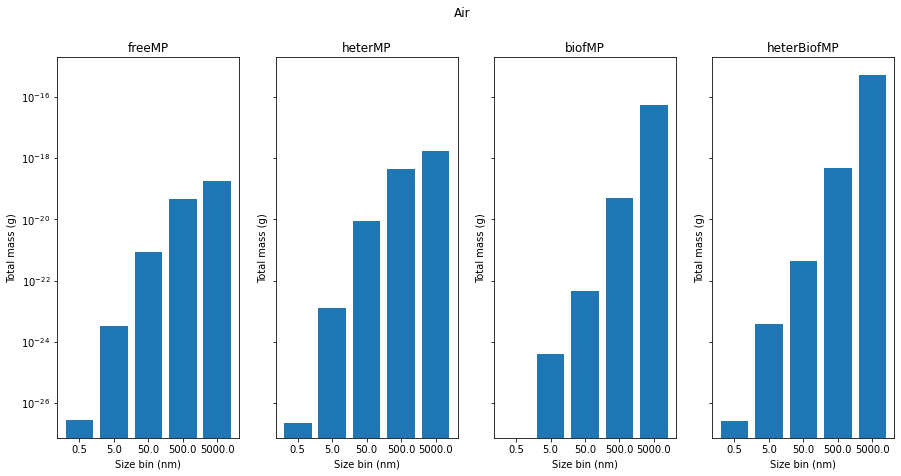 Air
freeMP heterMP biofMP heterBiofMP
Total mass (g) Total mass (g) Total mass (g) Total mass (g)
10⁻¹⁶
10⁻¹⁸
10⁻²⁰
10⁻²²
10⁻²⁴
10⁻²⁶
0.5 5.0 50.0 500.0 5000.0 0.5 5.0 50.0 500.0 5000.0 0.5 5.0 50.0 500.0 5000.0 0.5 5.0 50.0 500.0 5000.0
Size bin (nm) Size bin (nm) Size bin (nm) Size bin (nm)